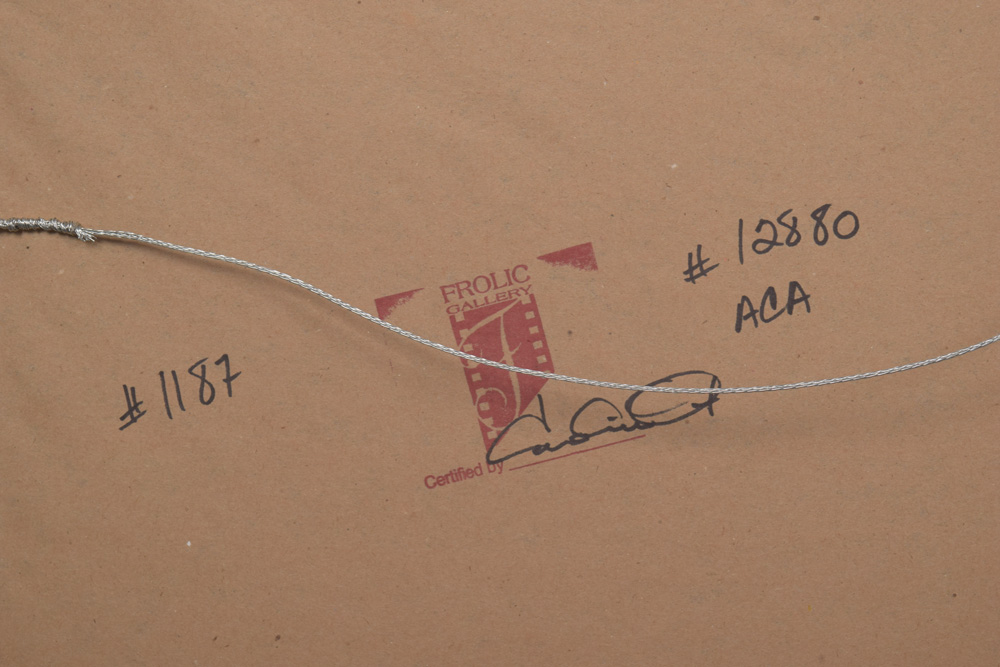 # 12880
ACA
FROLIC
GALLERY
F
# 1187
Certified by